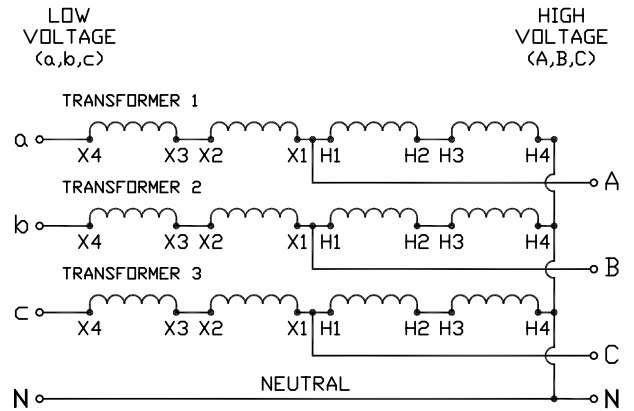 LOW
VOLTAGE
(a,b,c)
HIGH
VOLTAGE
(A,B,C)
TRANSFORMER 1
a
X4 X3 X2 X1 H1 H2 H3 H4
A
TRANSFORMER 2
b
X4 X3 X2 X1 H1 H2 H3 H4
B
TRANSFORMER 3
c
X4 X3 X2 X1 H1 H2 H3 H4
C
NEUTRAL
N N